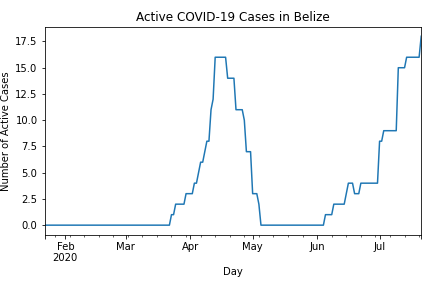 Active COVID-19 Cases in Belize
Number of Active Cases
17.5
15.0
12.5
10.0
7.5
5.0
2.5
0.0
Feb Mar Apr May Jun Jul
2020
Day